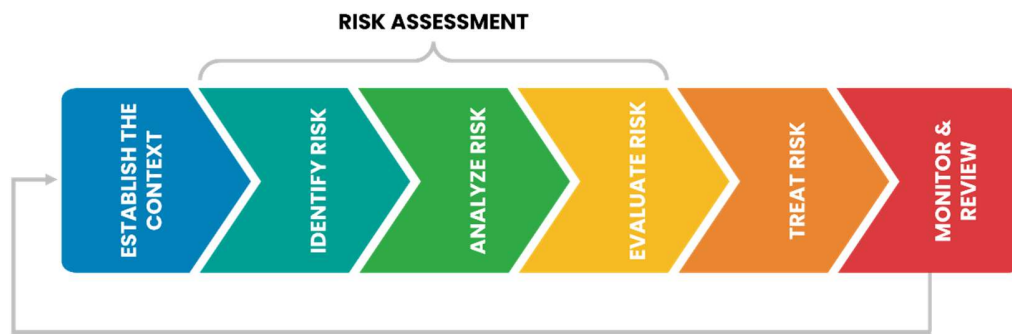 RISK ASSESSMENT
ESTABLISH THE
CONTEXT
IDENTIFY RISK
ANALYZE RISK
EVALUATE RISK
TREAT RISK
MONITOR &
REVIEW